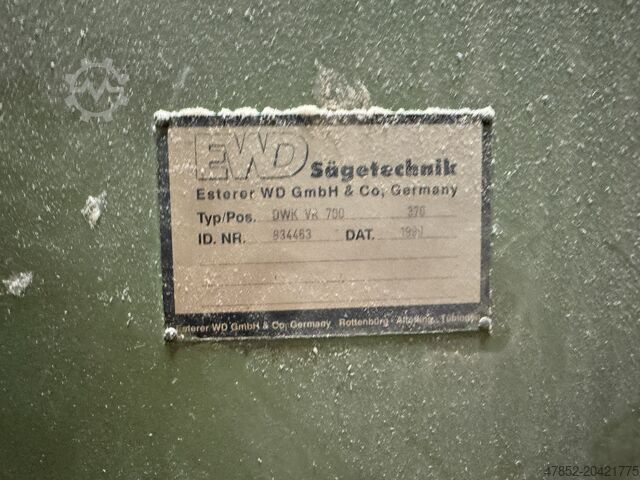 EWD Sägetechnik
Esterer WD GmbH & Co, Germany
Typ/Pos. DWK VR 700 376
ID. NR. 934463 DAT.
Esterer WD GmbH & Co, Germany Rottenburg
47852-20421775